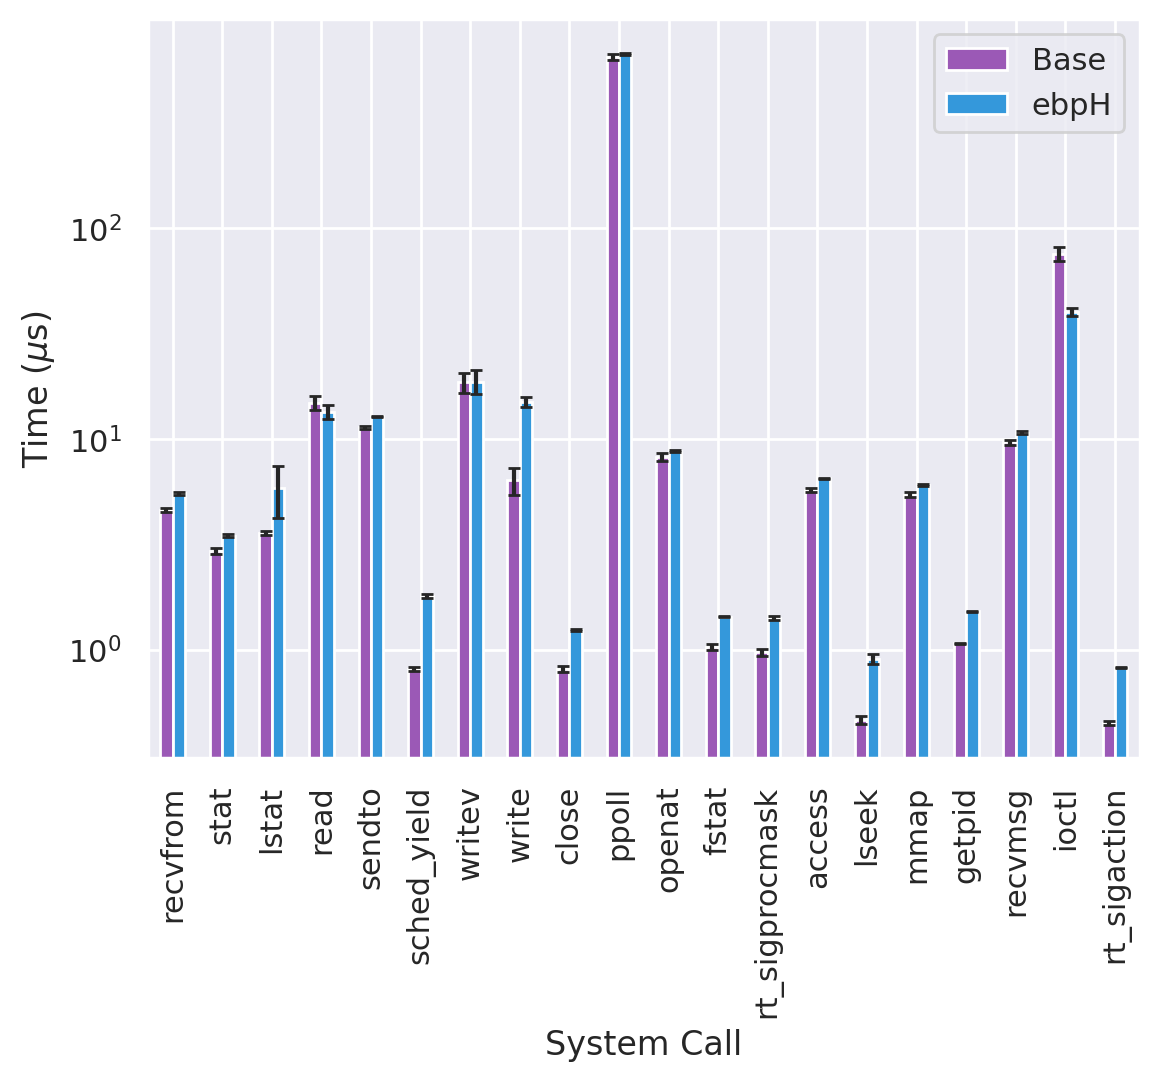 Base
ebpH
10²
10¹
10⁰
Time (μs)
recvfrom
stat
lstat
read
sendto
sched_yield
writev
write
close
ppoll
openat
fstat
rt_sigprocmask
access
lseek
mmap
getpid
recvmsg
ioctl
rt_sigaction
System Call